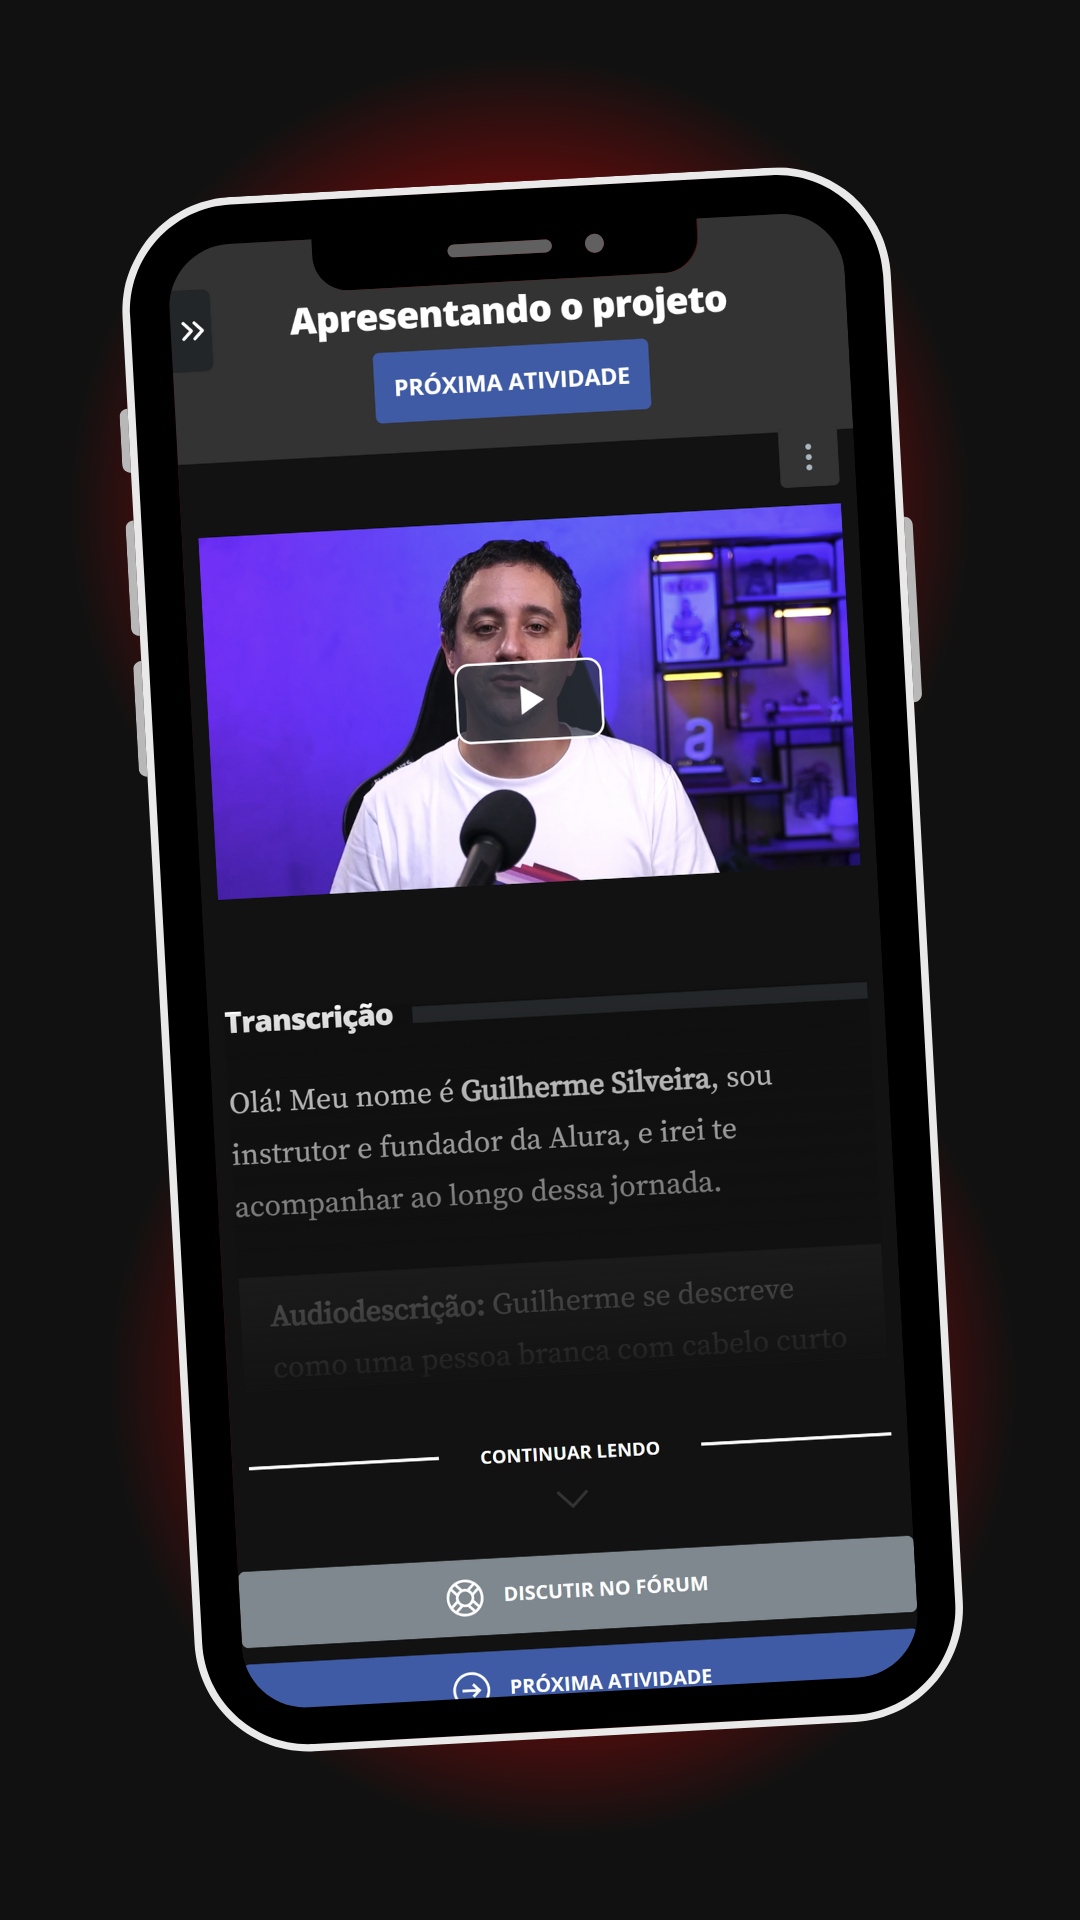 Apresentando o projeto
PRÓXIMA ATIVIDADE
a
Transcrição
Olá! Meu nome é Guilherme Silveira, sou
instrutor e fundador da Alura, e irei te
acompanhar ao longo dessa jornada.
Audiodescrição: Guilherme se descreve
como uma pessoa branca com cabelo curto
CONTINUAR LENDO
DISCUTIR NO FÓRUM
PRÓXIMA ATIVIDADE